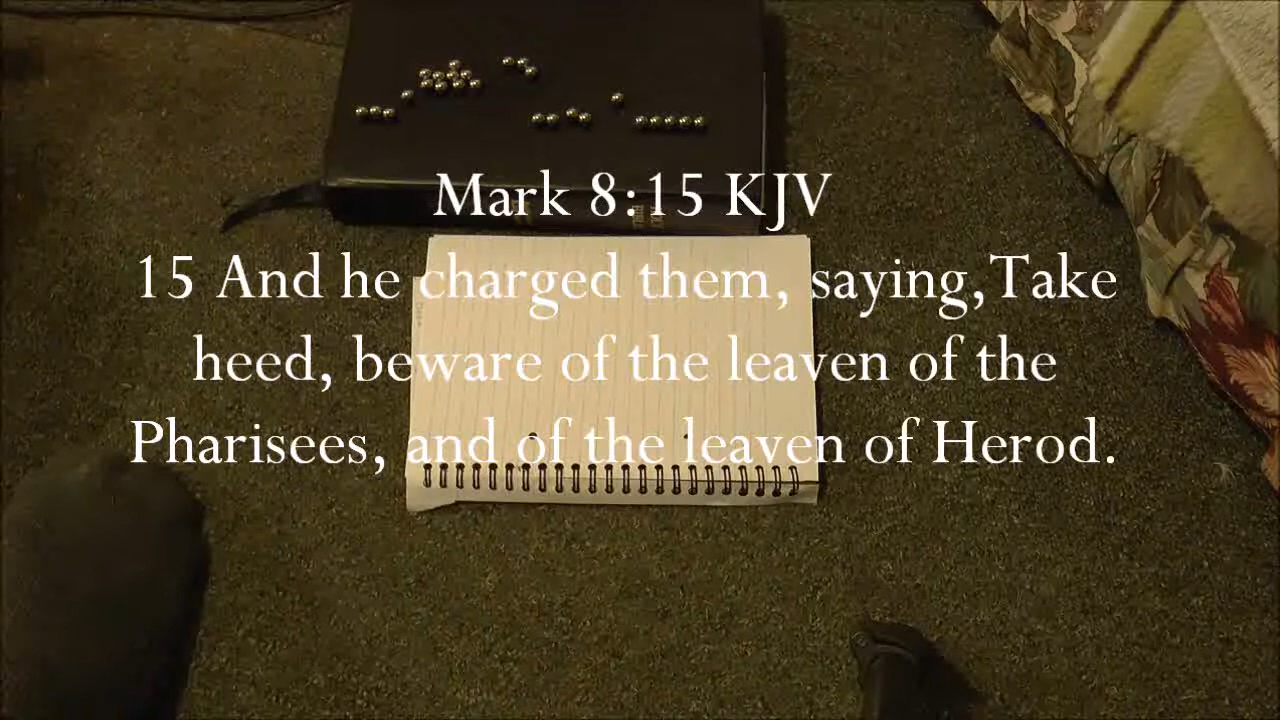 Mark 8:15 KJV
15 And he charged them, saying,Take
heed, beware of the leaven of the
Pharisees, and of the leaven of Herod.